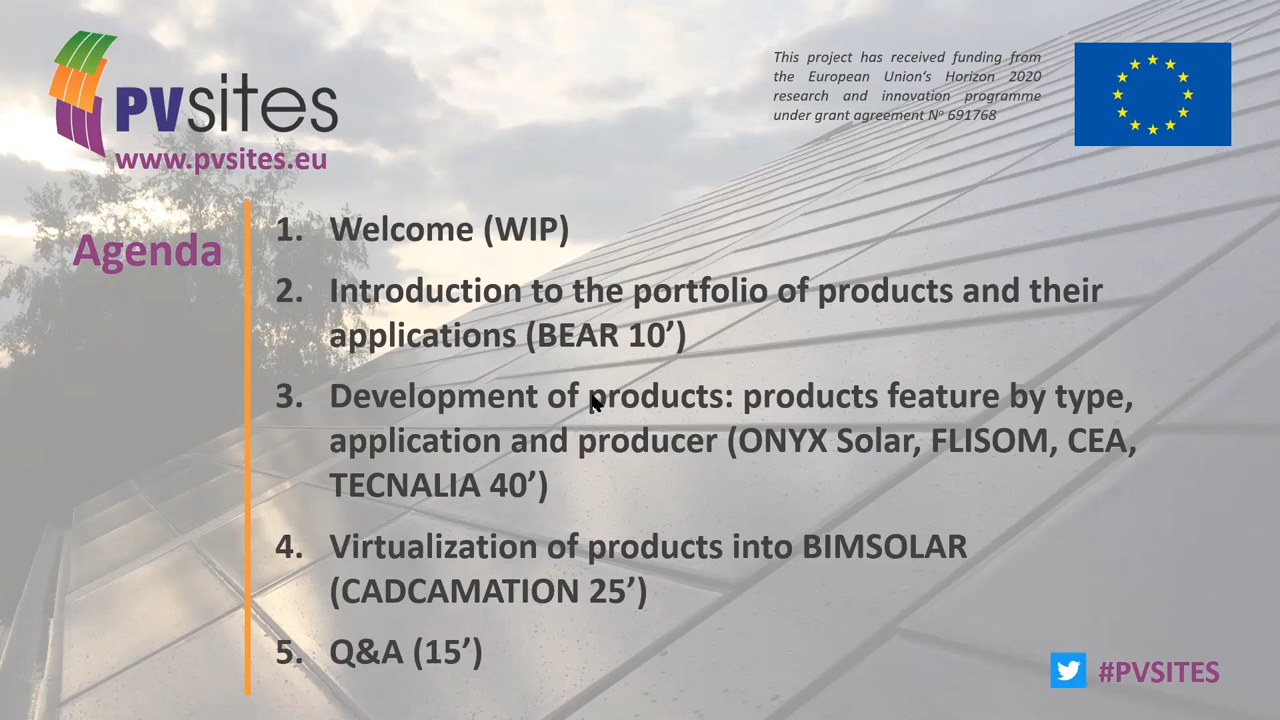 PVsites
www.pvsites.eu
This project has received funding from
the European Union's Horizon 2020
research and innovation programme
under grant agreement Nº 691768
Agenda
1. Welcome (WIP)
2. Introduction to the portfolio of products and their
applications (BEAR 10’)
3. Development of products: products feature by type,
application and producer (ONYX Solar, FLISOM, CEA,
TECNALIA 40’)
4. Virtualization of products into BIMSOLAR
(CADCAMATION 25’)
5. Q&A (15’)
#PVSITES